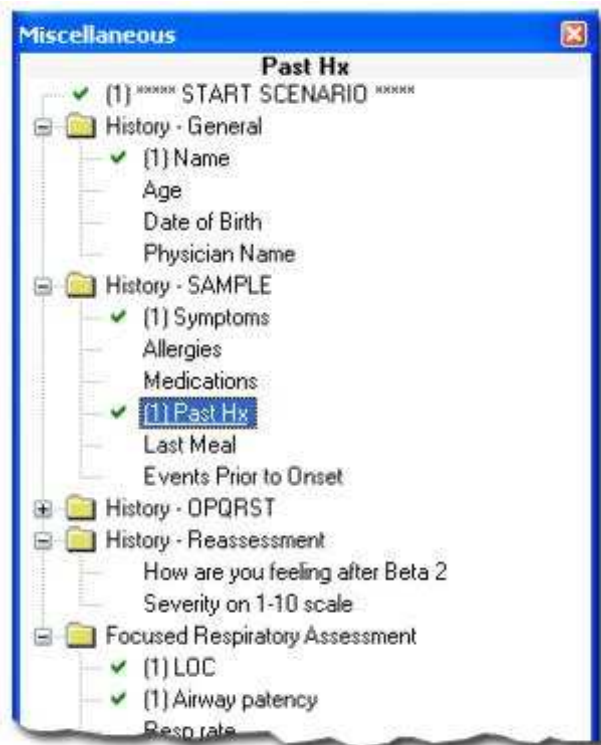 Miscellaneous
Past Hx
(1) ***** START SCENARIO *****
History - General
(1) Name
Age
Date of Birth
Physician Name
History - SAMPLE
(1) Symptoms
Allergies
Medications
(1) Past Hx
Last Meal
Events Prior to Onset
History - OPQRST
History - Reassessment
How are you feeling after Beta 2
Severity on 1-10 scale
Focused Respiratory Assessment
(1) LOC
(1) Airway patency
Resp rate